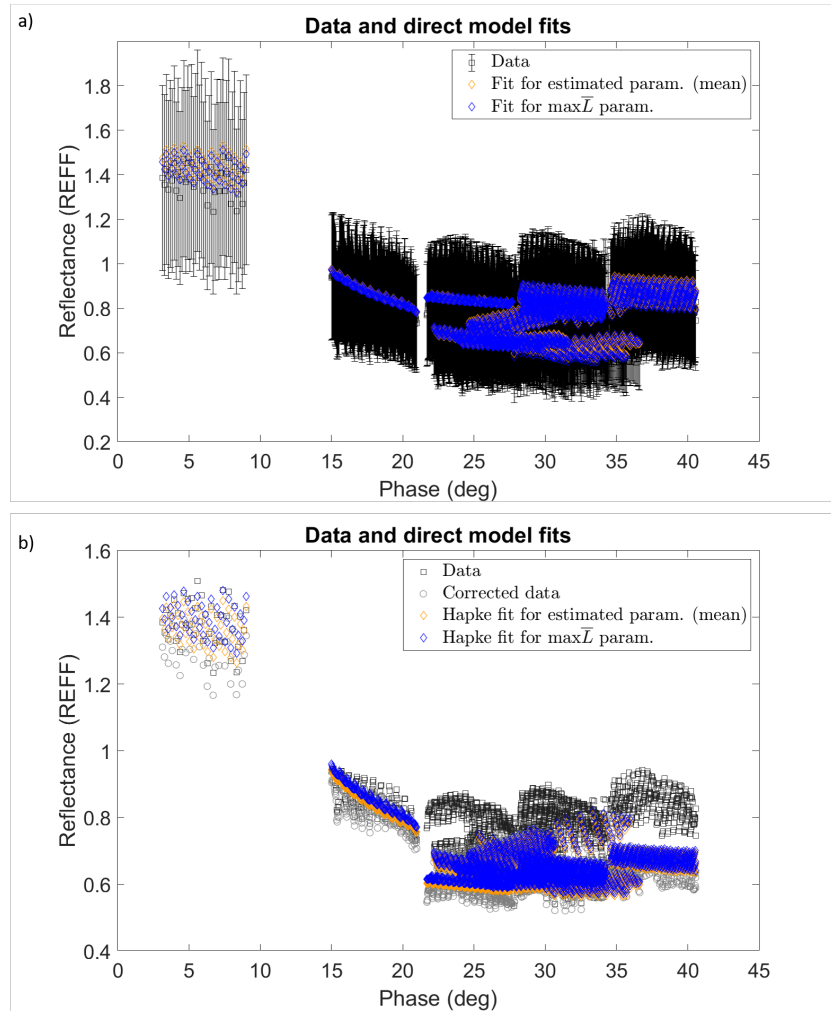 a)
Data and direct model fits
Data
Fit for estimated param. (mean)
Fit for maxL̅ param.
Reflectance (REFF)
1.8
1.6
1.4
1.2
1
0.8
0.6
0.4
0.2
0 5 10 15 20 25 30 35 40 45
Phase (deg)
b)
Data and direct model fits
Data
Corrected data
Hapke fit for estimated param. (mean)
Hapke fit for maxL̅ param.
Reflectance (REFF)
1.6
1.4
1.2
1
0.8
0.6
0.4
0 5 10 15 20 25 30 35 40 45
Phase (deg)